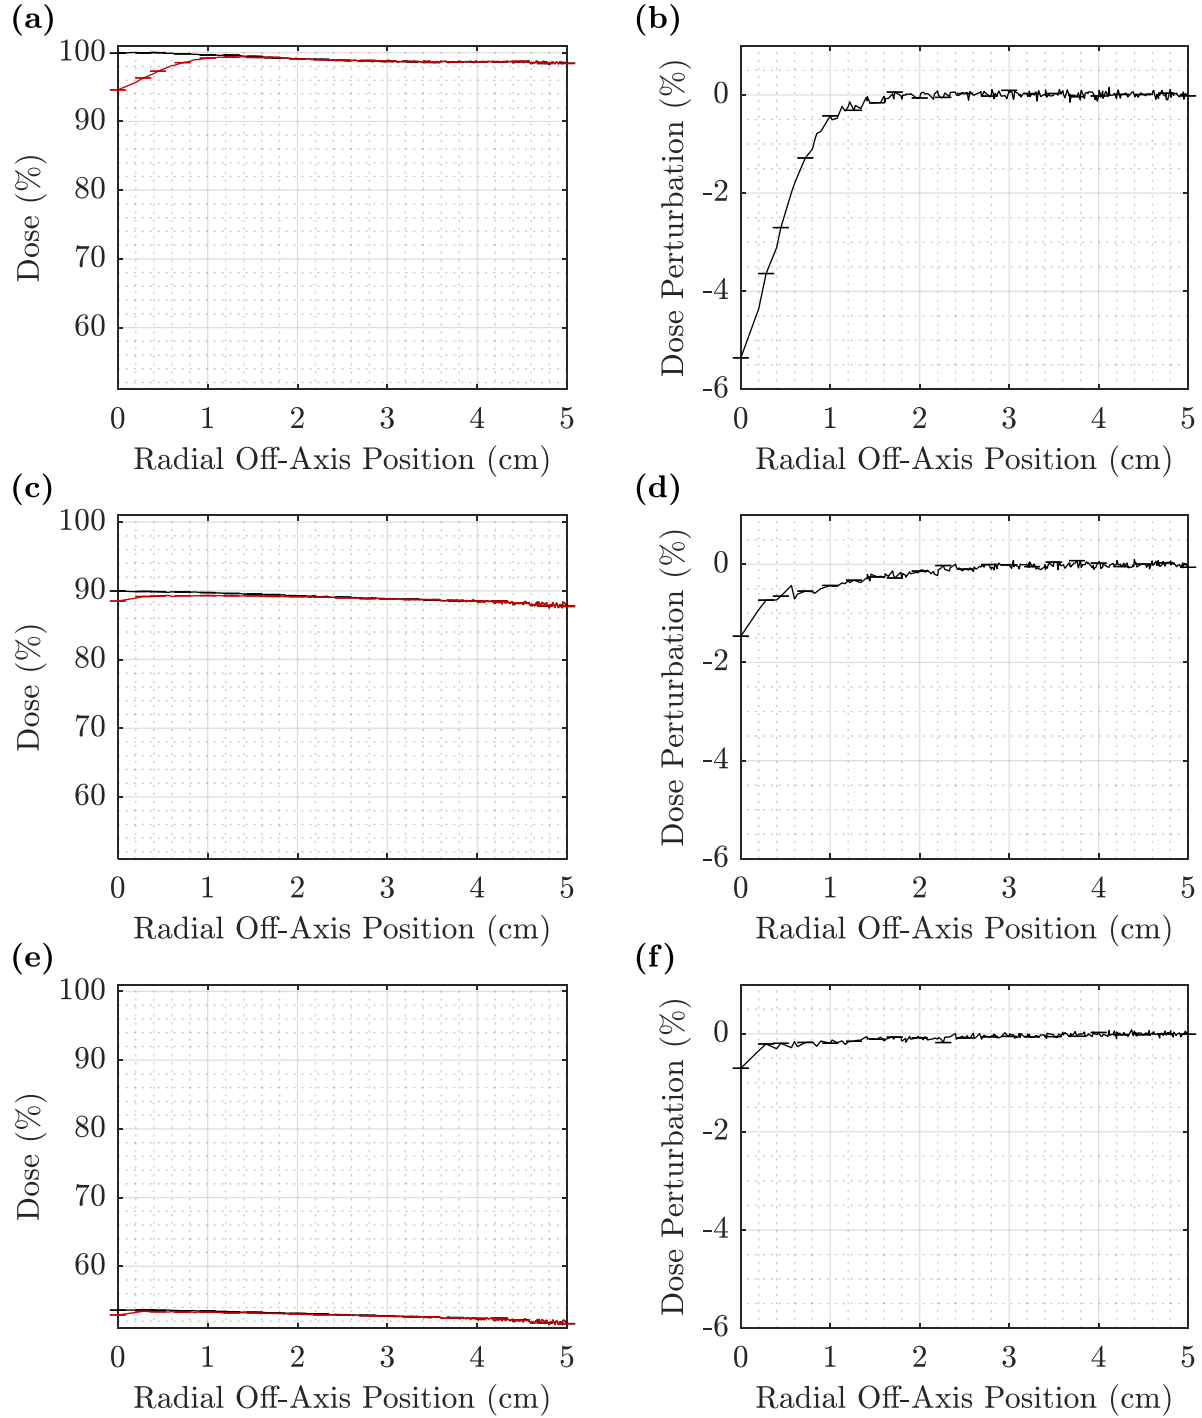 (a)
100
90
80
70
60
Dose (%)
0 1 2 3 4 5
Radial Off-Axis Position (cm)
(b)
0
-2
-4
-6
Dose Perturbation (%)
0 1 2 3 4 5
Radial Off-Axis Position (cm)
(c)
100
90
80
70
60
Dose (%)
0 1 2 3 4 5
Radial Off-Axis Position (cm)
(d)
0
-2
-4
-6
Dose Perturbation (%)
0 1 2 3 4 5
Radial Off-Axis Position (cm)
(e)
100
90
80
70
60
Dose (%)
0 1 2 3 4 5
Radial Off-Axis Position (cm)
(f)
0
-2
-4
-6
Dose Perturbation (%)
0 1 2 3 4 5
Radial Off-Axis Position (cm)